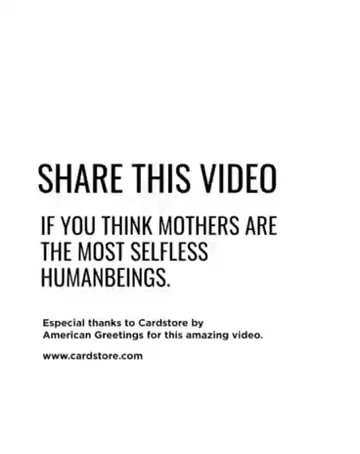 SHARE THIS VIDEO
IF YOU THINK MOTHERS ARE
THE MOST SELFLESS
HUMANBEINGS.
Especial thanks to Cardstore by
American Greetings for this amazing video.
www.cardstore.com